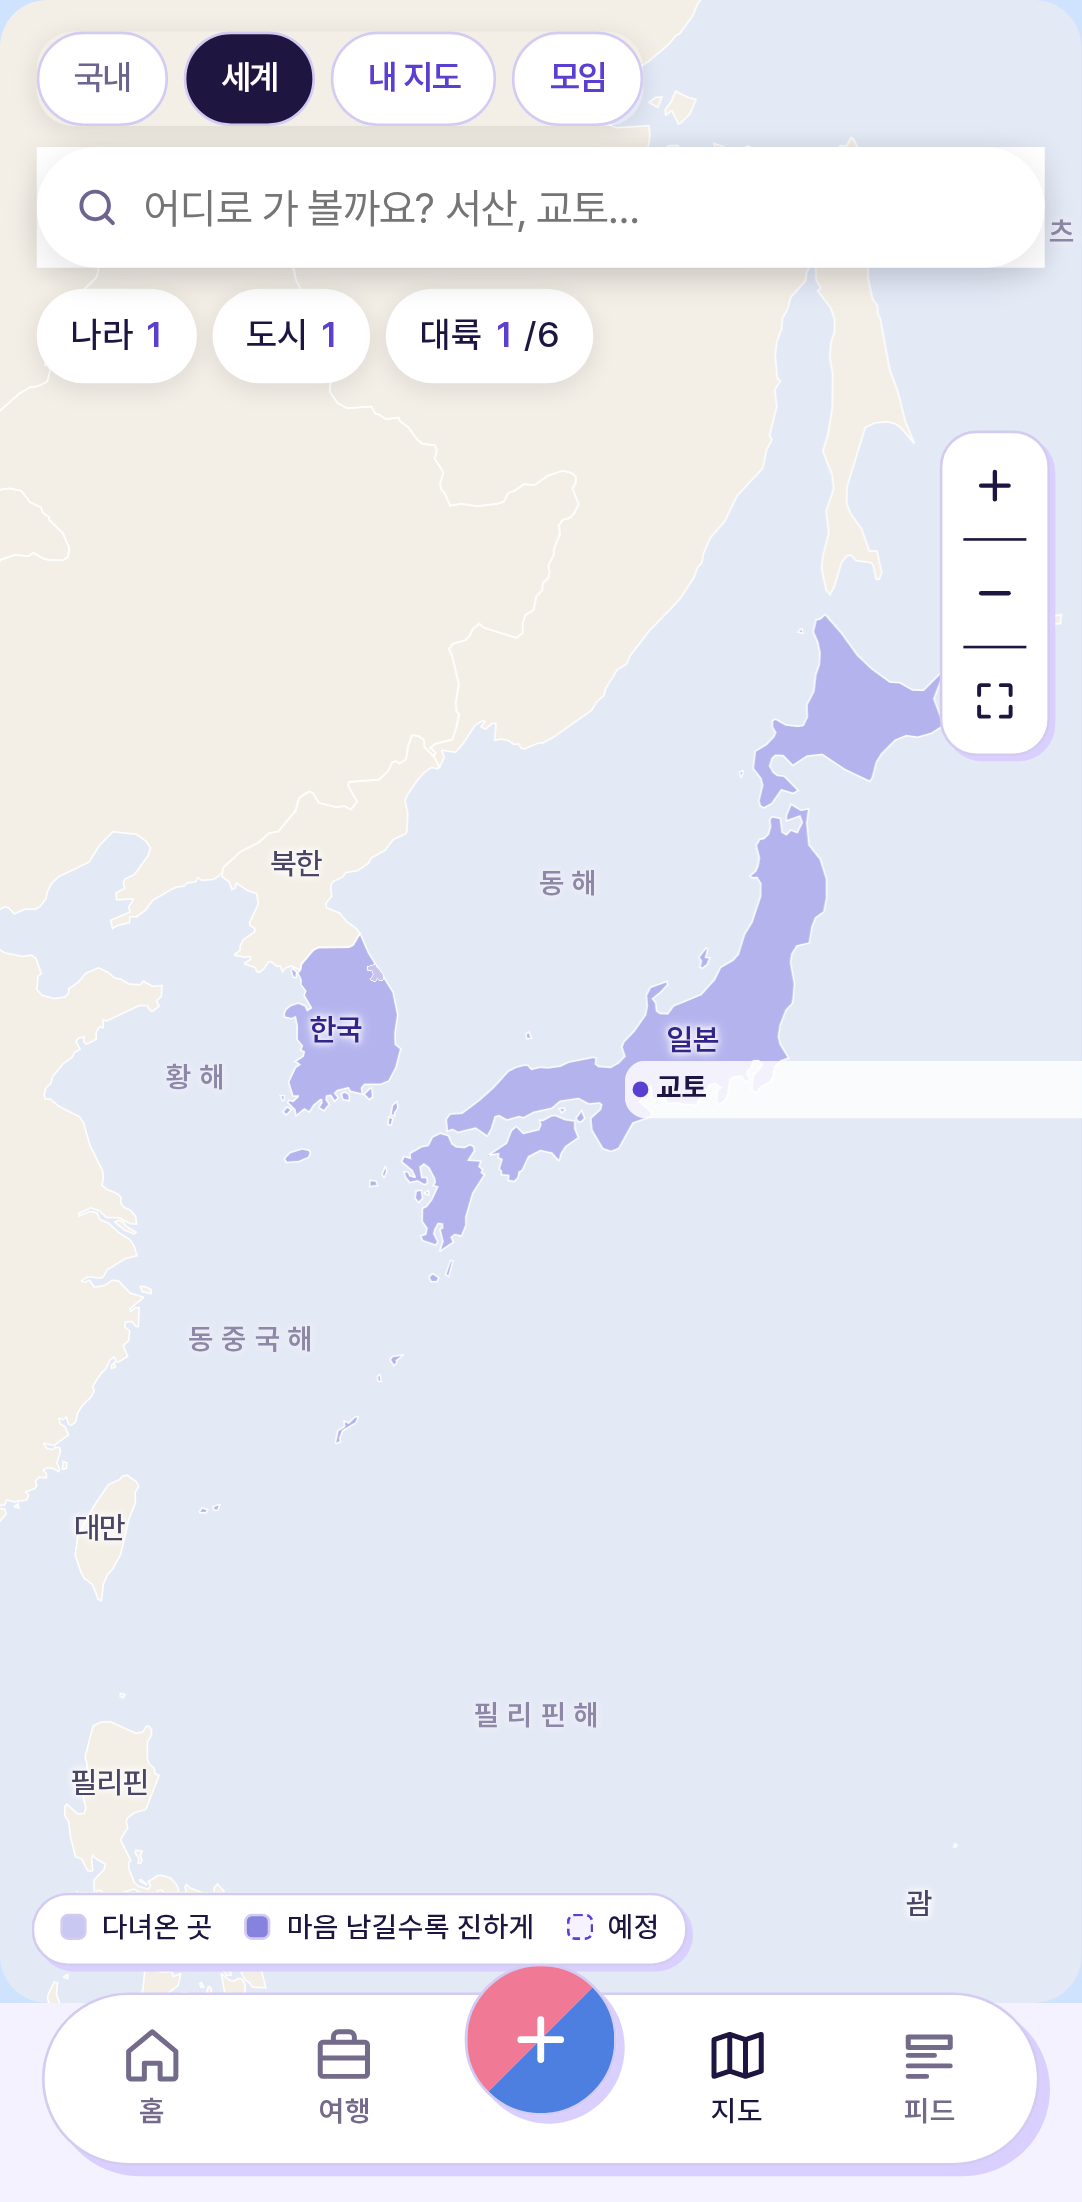 국내 세계 내 지도 모임
어디로 가 볼까요? 서산, 교토...
츠
나라 1 도시 1 대륙 1 /6
북한
동해
한국
일본
황해
교토
동중국해
대만
필리핀해
필리핀
괌
다녀온 곳 마음 남길수록 진하게 예정
홈 여행 지도 피드